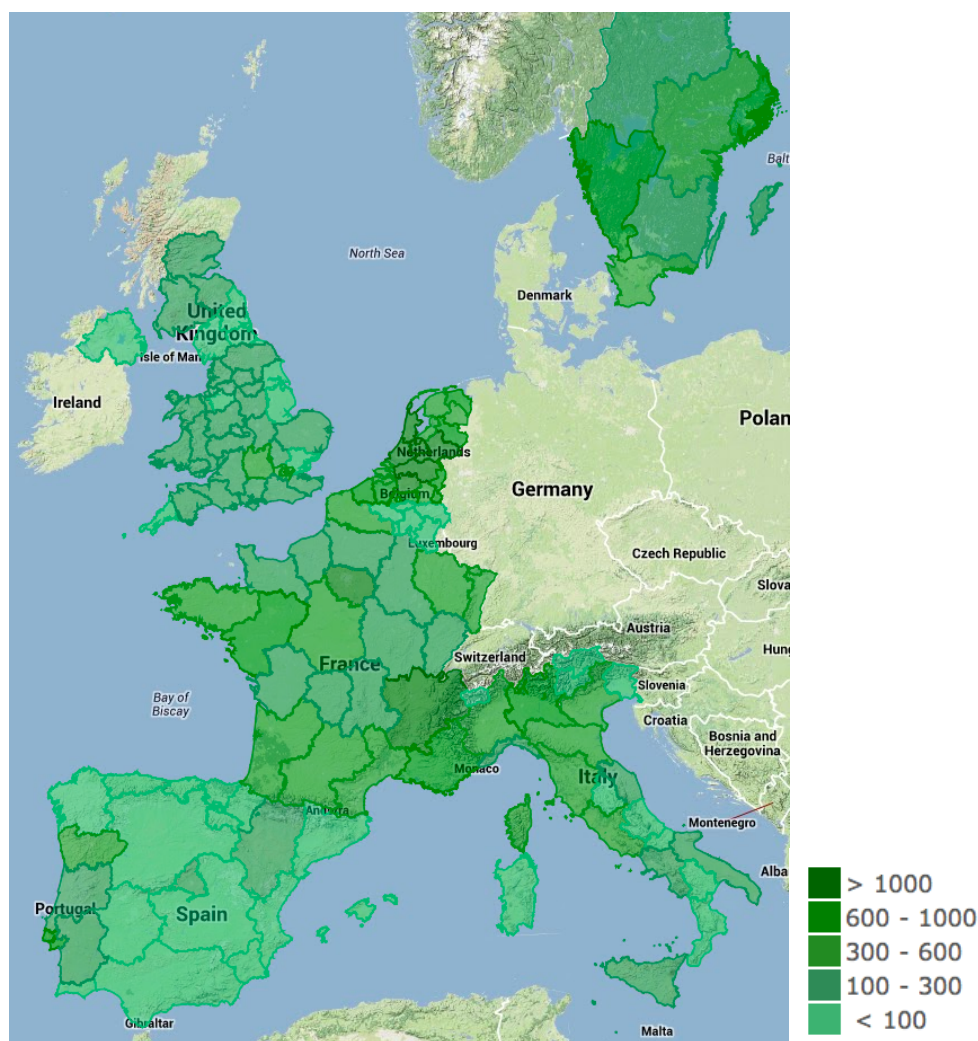 Balt
North Sea
Denmark
United
Kingdom
Isle of Man
Ireland
Polan
Netherlands
Germany
Belgium
Luxembourg
Czech Republic
Slova
Austria
Hung
France
Switzerland
Slovenia
Bay of
Biscay
Croatia
Bosnia and
Herzegovina
Monaco
Italy
Andorra
Montenegro
Alba
Portugal
Spain
Gibraltar
Malta
> 1000
600 - 1000
300 - 600
100 - 300
< 100